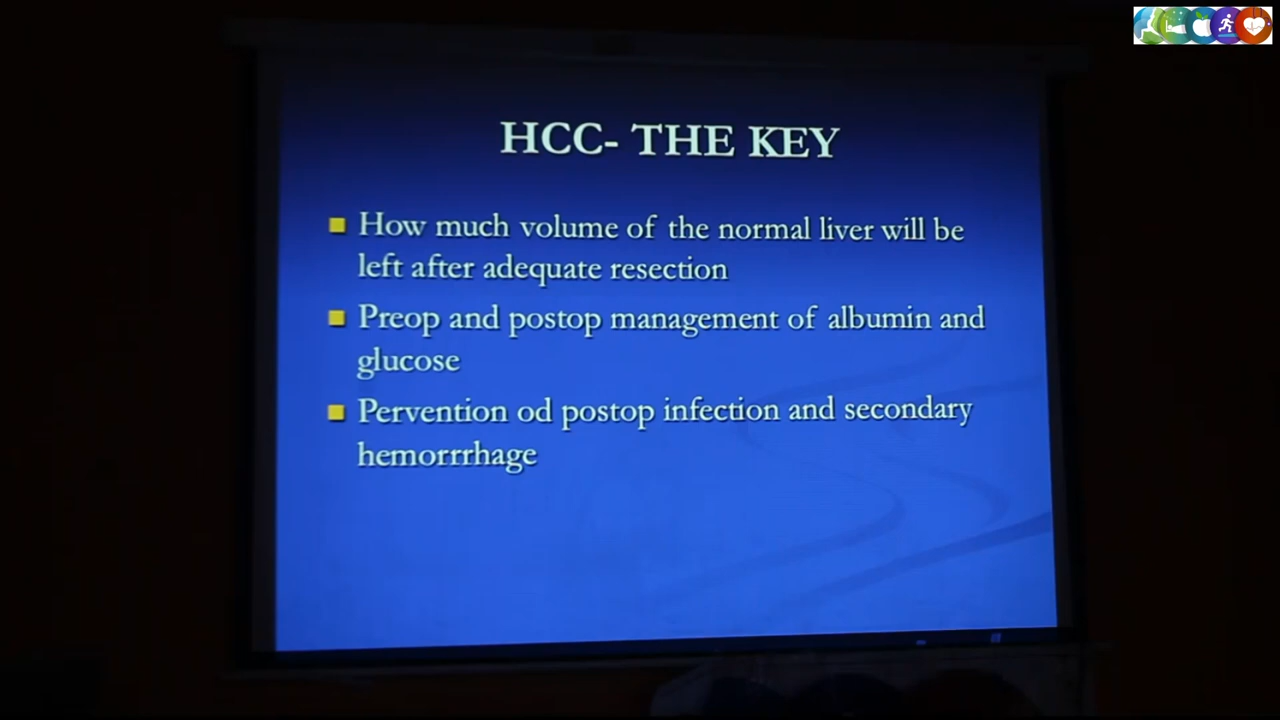 HCC- THE KEY
How much volume of the normal liver will be
left after adequate resection
Preop and postop management of albumin and
glucose
Pervention od postop infection and secondary
hemorrrhage